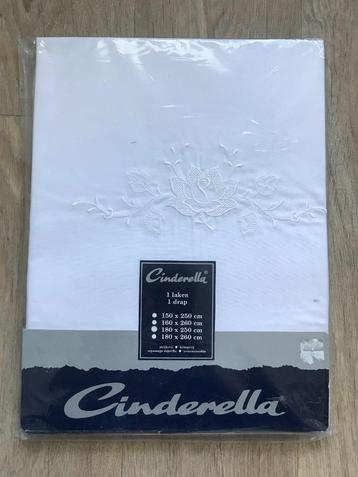 Cinderella®
1 laken
1 drap
150 x 250 cm
160 x 260 cm
180 x 250 cm
180 x 260 cm
Cinderella